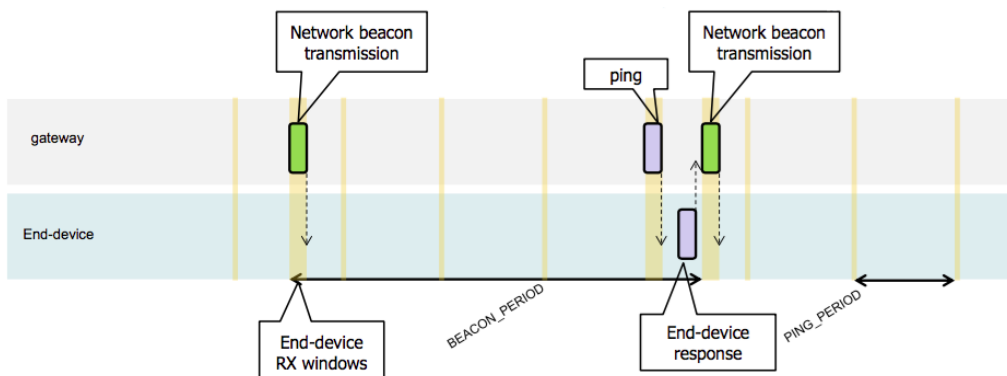 Network beacon
transmission
ping
Network beacon
transmission
gateway
End-device
BEACON_PERIOD
PING_PERIOD
End-device
RX windows
End-device
response